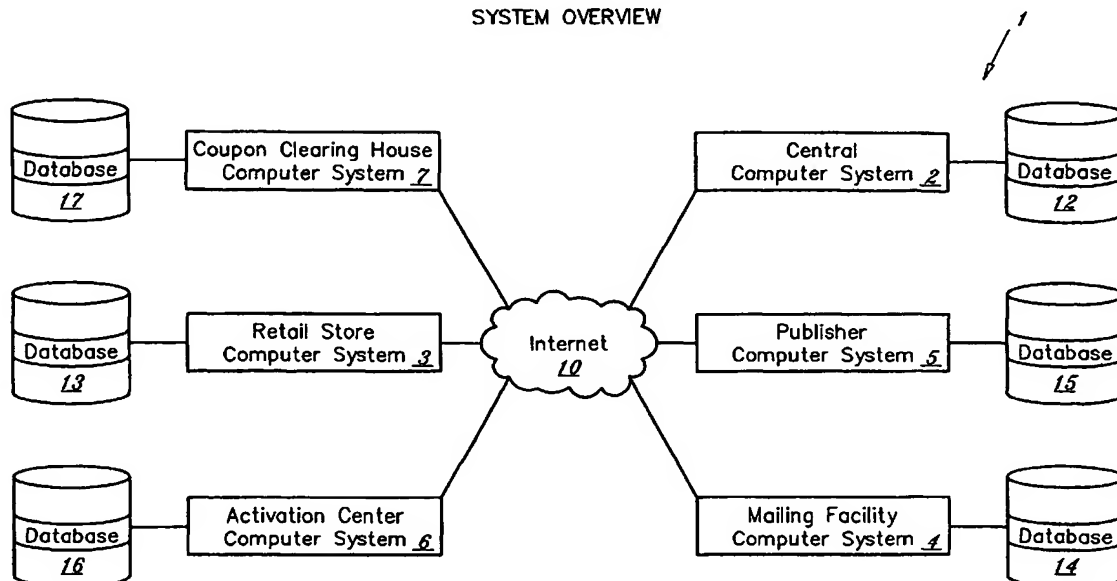 SYSTEM OVERVIEW
1
Database
17
Coupon Clearing House
Computer System 7
Central
Computer System 2
Database
12
Database
13
Retail Store
Computer System 3
Internet
10
Publisher
Computer System 5
Database
15
Database
16
Activation Center
Computer System 6
Mailing Facility
Computer System 4
Database
14